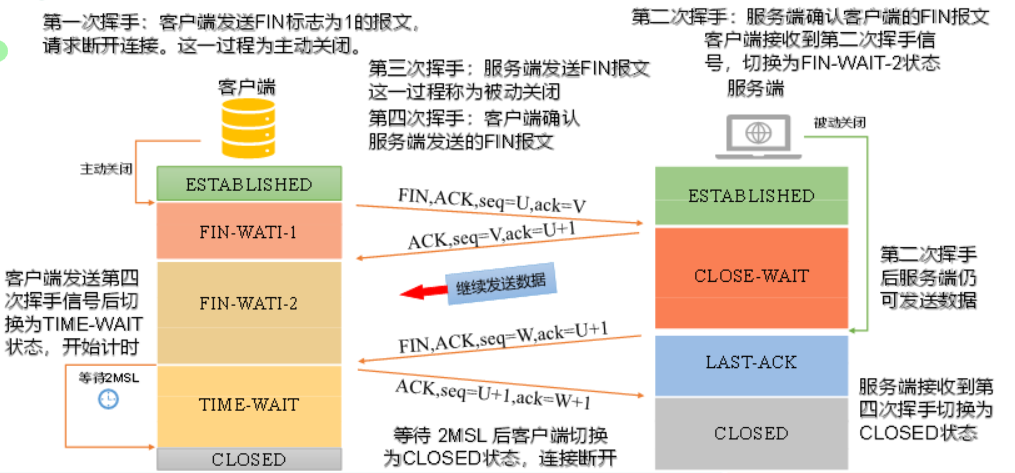 第一次挥手：客户端发送FIN标志为1的报文，
请求断开连接。这一过程为主动关闭。
第二次挥手：服务端确认客户端的FIN报文
客户端接收到第二次挥手信
号，切换为FIN-WAIT-2状态
第三次挥手：服务端发送FIN报文
这一过程称为被动关闭
第四次挥手：客户端确认
服务端发送的FIN报文
客户端
服务端
主动关闭
被动关闭
ESTABLISHED
FIN-WATI-1
FIN-WATI-2
TIME-WAIT
CLOSED
FIN,ACK,seq=U,ack=V
ACK,seq=V,ack=U+1
继续发送数据
FIN,ACK,seq=W,ack=U+1
ACK,seq=U+1,ack=W+1
ESTABLISHED
CLOSE-WAIT
LAST-ACK
CLOSED
客户端发送第四
次挥手信号后切
换为TIME-WAIT
状态，开始计时
等待2MSL
第二次挥手
后服务端仍
可发送数据
服务端接收到第
四次挥手切换为
CLOSED状态
等待 2MSL 后客户端切换
为CLOSED状态，连接断开